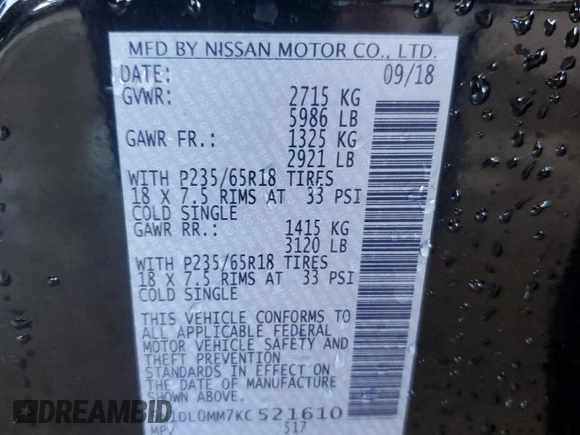 MFD BY NISSAN MOTOR CO., LTD.
DATE: 09/18
GVWR: 2715 KG
5986 LB
GAWR FR.: 1325 KG
2921 LB
WITH P235/65R18 TIRES
18 X 7.5 RIMS AT 33 PSI
COLD SINGLE
GAWR RR.: 1415 KG
3120 LB
WITH P235/65R18 TIRES
18 X 7.5 RIMS AT 33 PSI
COLD SINGLE
THIS VEHICLE CONFORMS TO
ALL APPLICABLE FEDERAL
MOTOR VEHICLE SAFETY AND
THEFT PREVENTION
STANDARDS IN EFFECT ON
THE DATE OF MANUFACTURE
SHOWN ABOVE.
DL0MM7KC521610
MPV 517
DREAMBID